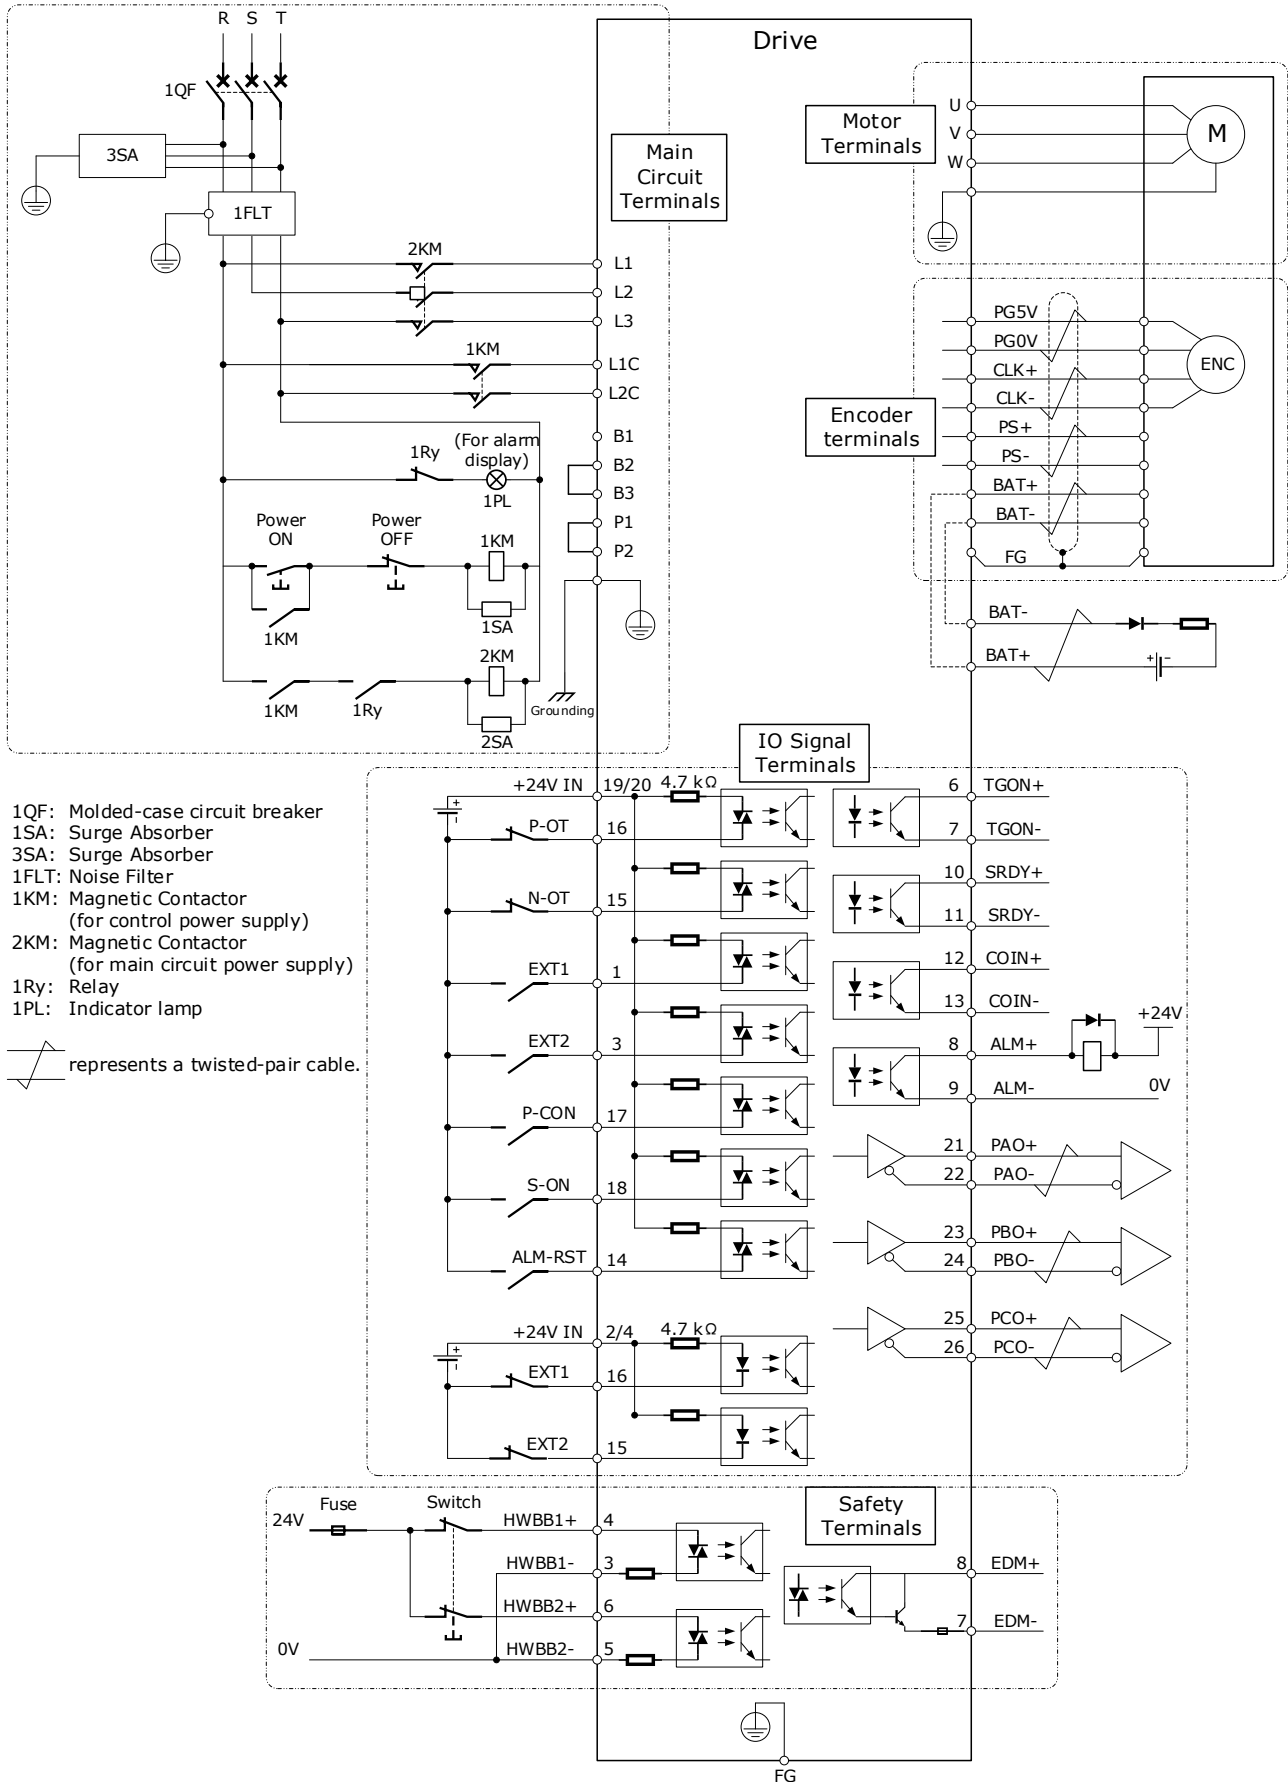 R S T
Drive
1QF
3SA
1FLT
Main
Circuit
Terminals
2KM
L1
L2
L3
1KM
L1C
L2C
B1
B2
B3
P1
P2
1Ry
(For alarm
display)
1PL
Power
ON
Power
OFF
1KM
1SA
1KM
2KM
1KM
1Ry
2SA
Grounding
Motor
Terminals
U
V
W
M
Encoder
terminals
PG5V
PG0V
CLK+
CLK-
PS+
PS-
BAT+
BAT-
FG
ENC
BAT-
BAT+
+
-
1QF: Molded-case circuit breaker
1SA: Surge Absorber
3SA: Surge Absorber
1FLT: Noise Filter
1KM: Magnetic Contactor
(for control power supply)
2KM: Magnetic Contactor
(for main circuit power supply)
1Ry: Relay
1PL: Indicator lamp
represents a twisted-pair cable.
IO Signal
Terminals
+24V IN 19/20 4.7 kΩ
+
-
P-OT 16
N-OT 15
EXT1 1
EXT2 3
P-CON 17
S-ON 18
ALM-RST 14
+24V IN 2/4 4.7 kΩ
+
-
EXT1 16
EXT2 15
6 TGON+
7 TGON-
10 SRDY+
11 SRDY-
12 COIN+
13 COIN-
8 ALM+
+24V
9 ALM-
0V
21 PAO+
22 PAO-
23 PBO+
24 PBO-
25 PCO+
26 PCO-
Safety
Terminals
Fuse
Switch
24V
HWBB1+ 4
HWBB1- 3
HWBB2+ 6
0V
HWBB2- 5
8 EDM+
7 EDM-
FG